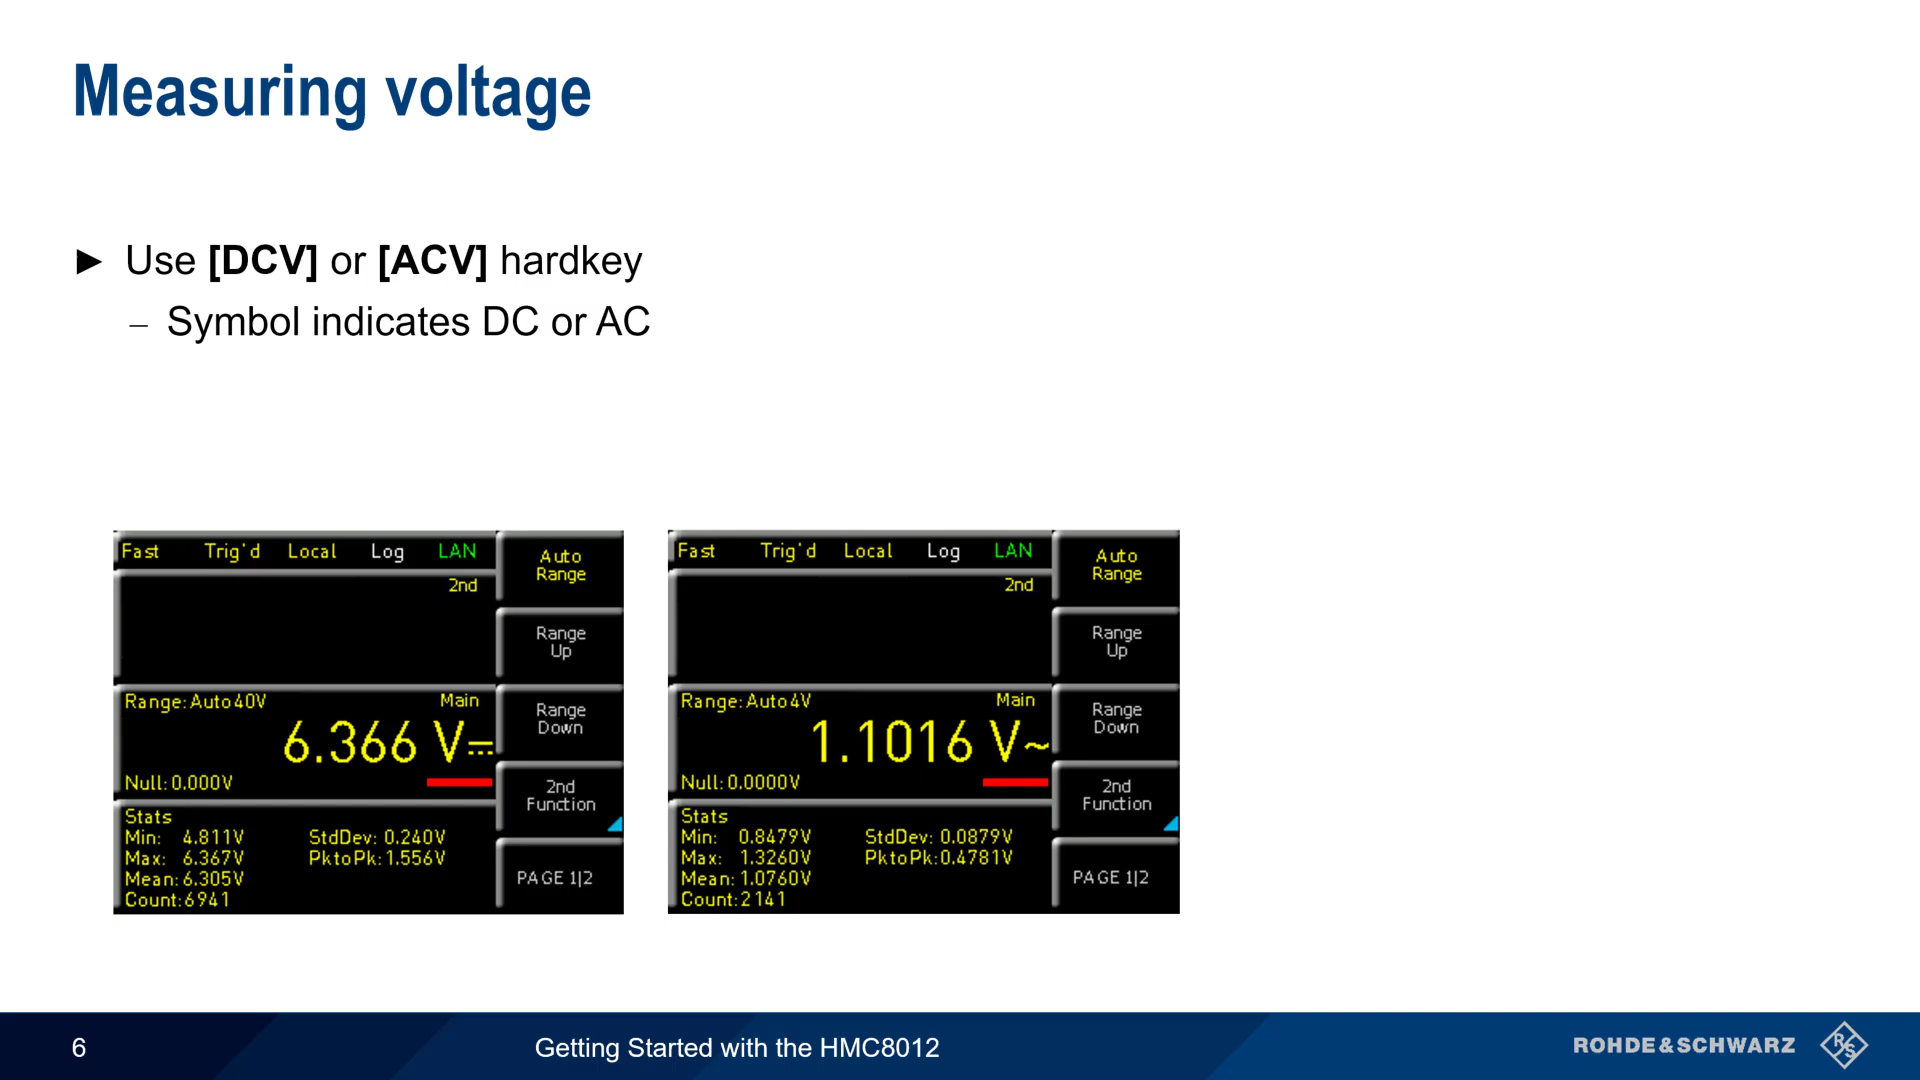 Measuring voltage
► Use [DCV] or [ACV] hardkey
– Symbol indicates DC or AC
Fast Trig'd Local Log LAN
2nd
Auto
Range
Range
Up
Range:Auto40V Main
6.366 V⎓
Null:0.000V
Range
Down
2nd
Function
Stats
Min: 4.811V StdDev: 0.240V
Max: 6.367V PktoPk:1.556V
Mean:6.305V
Count:6941
PAGE 1|2
Fast Trig'd Local Log LAN
2nd
Auto
Range
Range
Up
Range:Auto4V Main
1.1016 V~
Null:0.0000V
Range
Down
2nd
Function
Stats
Min: 0.8479V StdDev: 0.0879V
Max: 1.3260V PktoPk:0.4781V
Mean:1.0760V
Count:2141
PAGE 1|2
6
Getting Started with the HMC8012
ROHDE&SCHWARZ
R&S